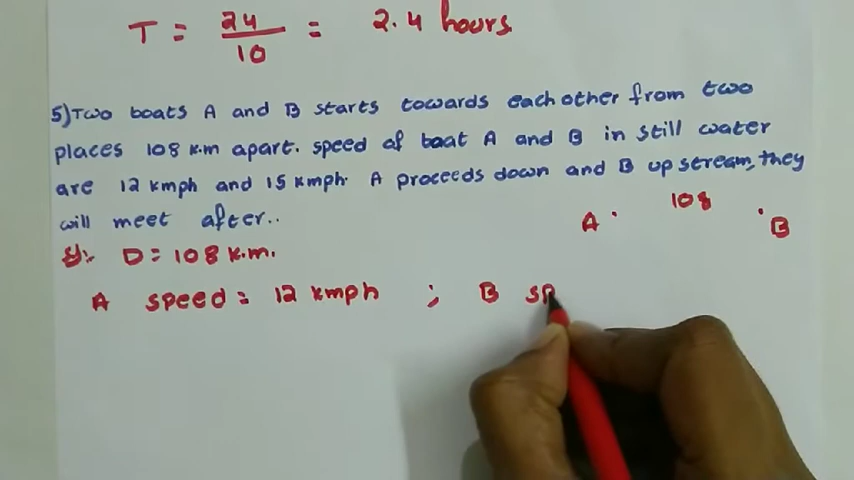 T = 24/10 = 2.4 hours
5) Two boats A and B starts towards each other from two
places 108 k.m apart. speed of boat A and B in still water
are 12 kmph and 15 kmph. A proceeds down and B up stream, they
will meet after..
A 108 B
D = 108 k.m.
A speed = 12 kmph ; B sp